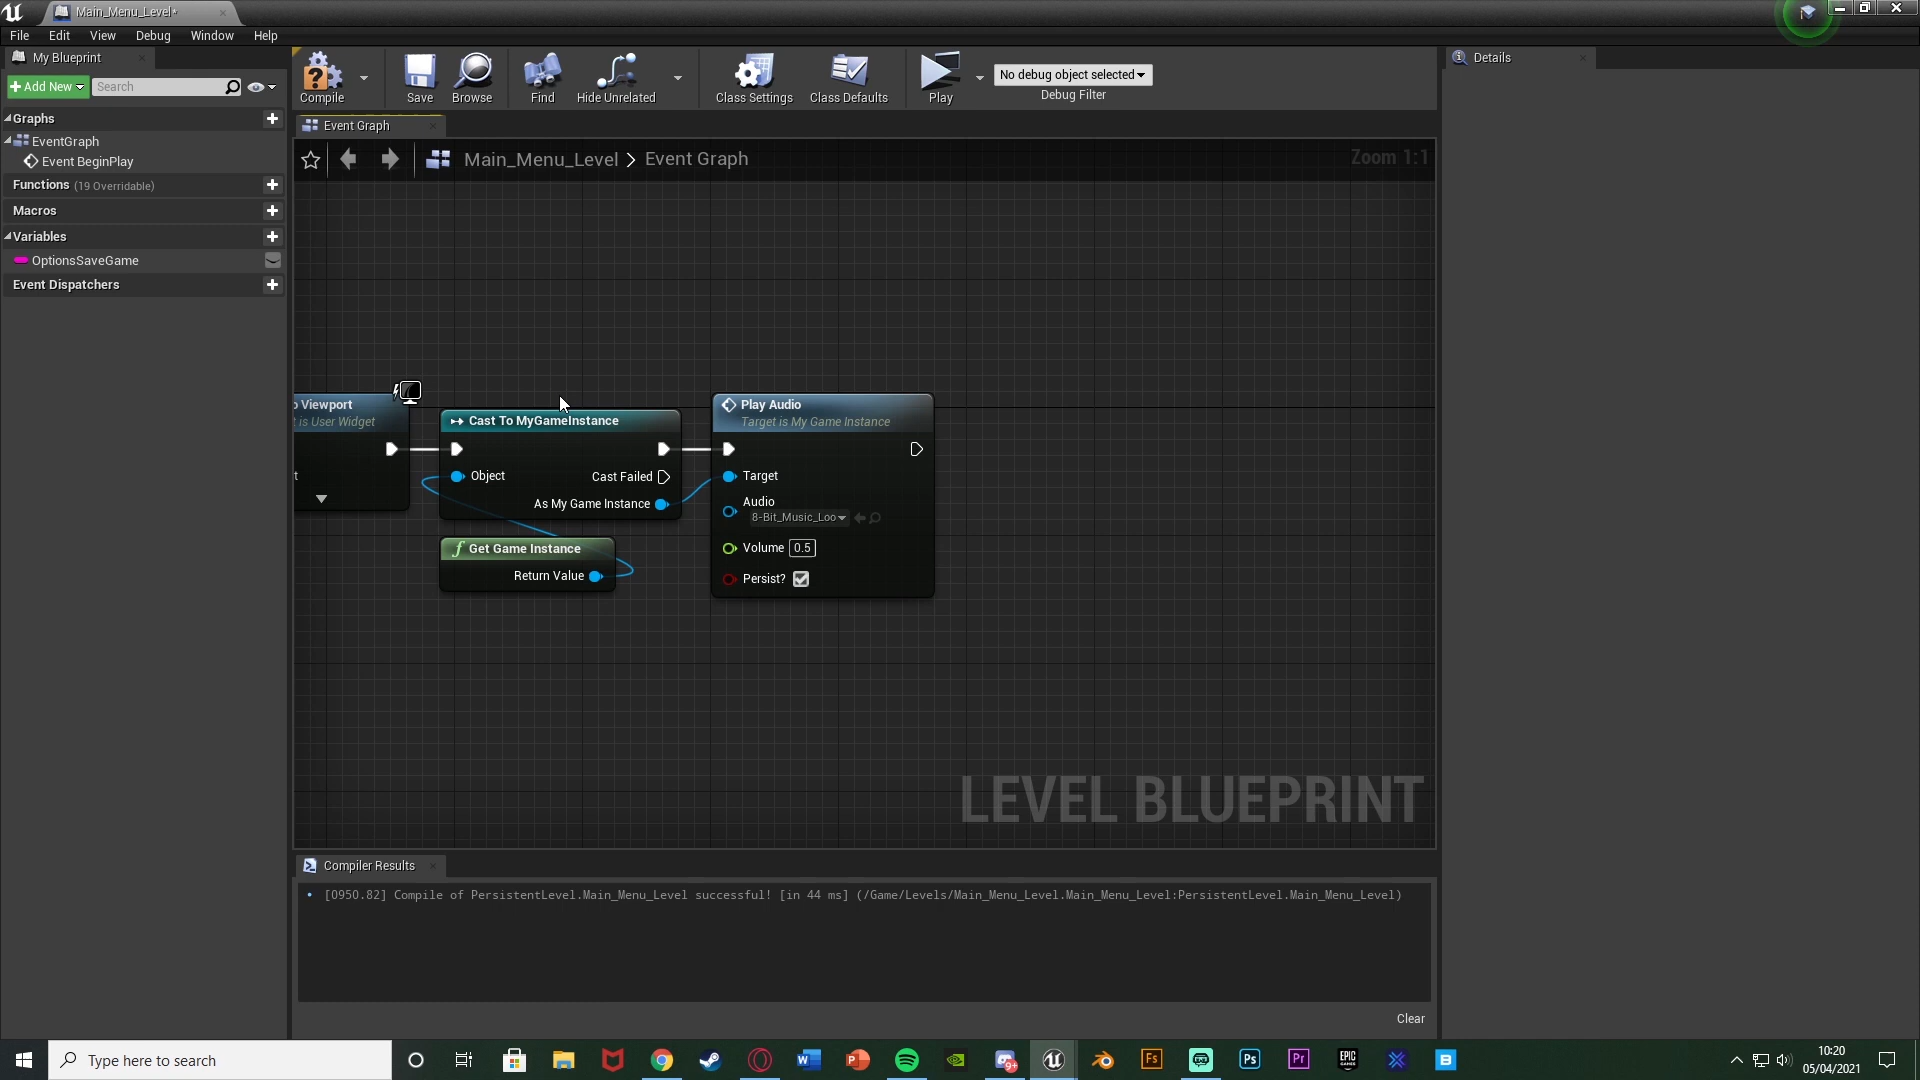 Main_Menu_Level*
File Edit View Debug Window Help
My Blueprint
Add New
Search
Graphs
EventGraph
Event BeginPlay
Functions (19 Overridable)
Macros
Variables
OptionsSaveGame
Event Dispatchers
Compile
Save
Browse
Find
Hide Unrelated
Class Settings
Class Defaults
Play
No debug object selected
Debug Filter
Event Graph
Main_Menu_Level > Event Graph
Zoom 1:1
Viewport
t is User Widget
t
Cast To MyGameInstance
Object
Cast Failed
As My Game Instance
Get Game Instance
Return Value
Play Audio
Target is My Game Instance
Target
Audio
8-Bit_Music_Loo
Volume 0.5
Persist?
LEVEL BLUEPRINT
Compiler Results
[0950.82] Compile of PersistentLevel.Main_Menu_Level successful! [in 44 ms] (/Game/Levels/Main_Menu_Level.Main_Menu_Level:PersistentLevel.Main_Menu_Level)
Clear
Details
Type here to search
9+
Fs
Ps
Pr
EPIC
GAMES
10:20
05/04/2021